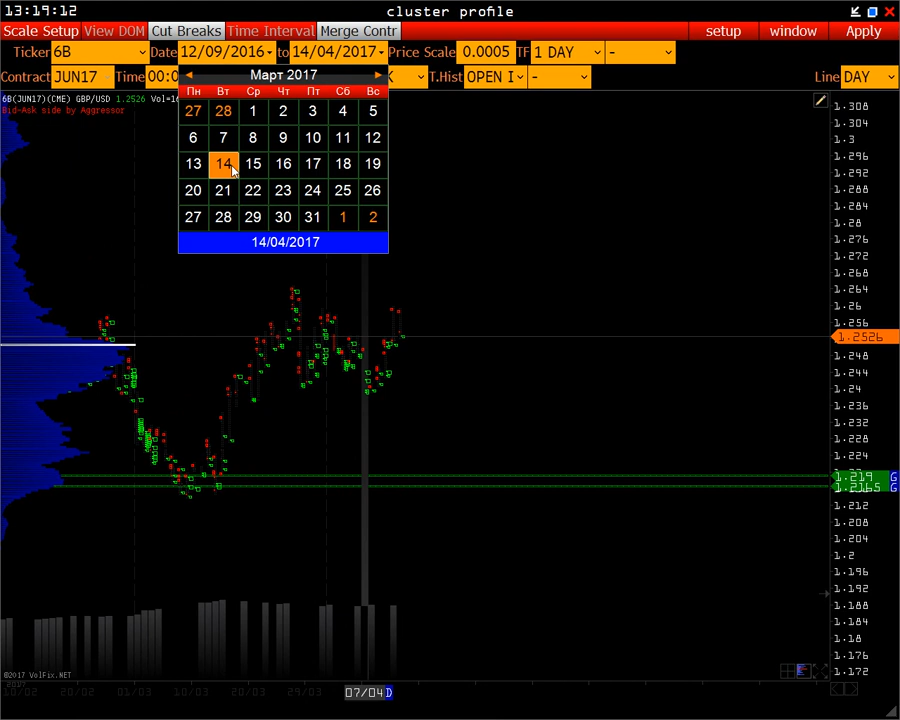 13:19:12 cluster profile
Scale Setup View DOM Cut Breaks Time Interval Merge Contr setup window Apply
Ticker 6B Date 12/09/2016 to 14/04/2017 Price Scale 0.0005 TF 1 DAY -
Contract JUN17 Time 00:0 T.Hist OPEN I - Line DAY
Март 2017
Пн Вт Ср Чт Пт Сб Вс
27 28 1 2 3 4 5
6 7 8 9 10 11 12
13 14 15 16 17 18 19
20 21 22 23 24 25 26
27 28 29 30 31 1 2
14/04/2017
6B(JUN17)(CME) GBP/USD 1.2526 Vol=1
Bid-Ask side by Aggressor
1.308
1.304
1.3
1.296
1.292
1.288
1.284
1.28
1.276
1.272
1.268
1.264
1.26
1.256
1.2526
1.248
1.244
1.24
1.236
1.232
1.228
1.224
1.219 G
1.2165 G
1.212
1.208
1.204
1.2
1.196
1.192
1.188
1.184
1.18
1.176
1.172
©2017 VolFix.NET
2017
10/02 20/02 01/03 10/03 20/03 29/03 07/04 D